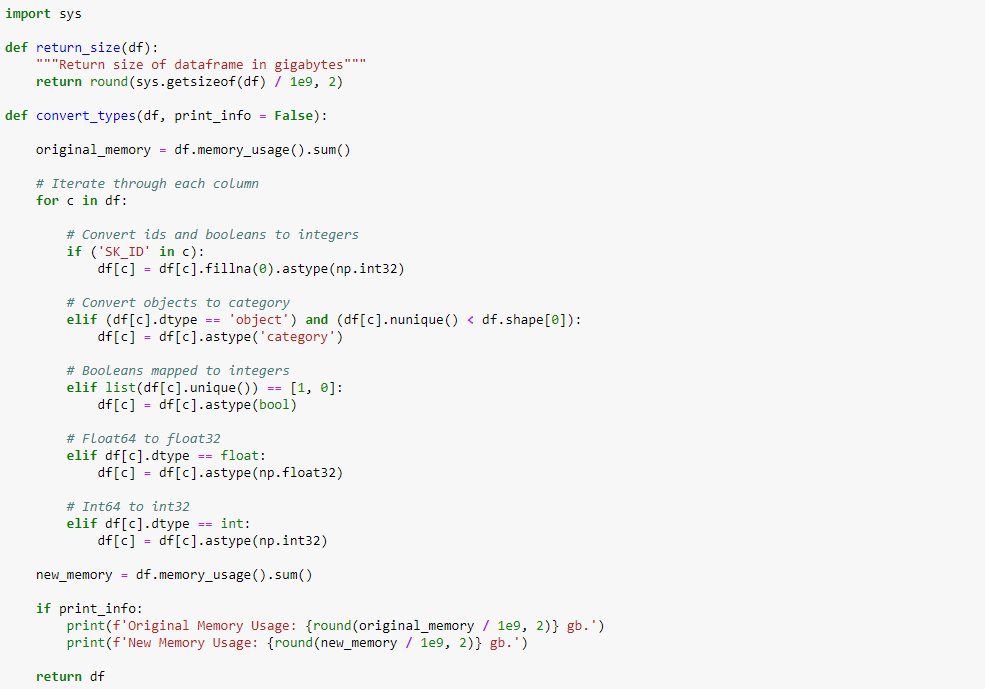 import sys

def return_size(df):
    """Return size of dataframe in gigabytes"""
    return round(sys.getsizeof(df) / 1e9, 2)

def convert_types(df, print_info = False):

    original_memory = df.memory_usage().sum()

    # Iterate through each column
    for c in df:

        # Convert ids and booleans to integers
        if ('SK_ID' in c):
            df[c] = df[c].fillna(0).astype(np.int32)

        # Convert objects to category
        elif (df[c].dtype == 'object') and (df[c].nunique() < df.shape[0]):
            df[c] = df[c].astype('category')

        # Booleans mapped to integers
        elif list(df[c].unique()) == [1, 0]:
            df[c] = df[c].astype(bool)

        # Float64 to float32
        elif df[c].dtype == float:
            df[c] = df[c].astype(np.float32)

        # Int64 to int32
        elif df[c].dtype == int:
            df[c] = df[c].astype(np.int32)

    new_memory = df.memory_usage().sum()

    if print_info:
        print(f'Original Memory Usage: {round(original_memory / 1e9, 2)} gb.')
        print(f'New Memory Usage: {round(new_memory / 1e9, 2)} gb.')

    return df